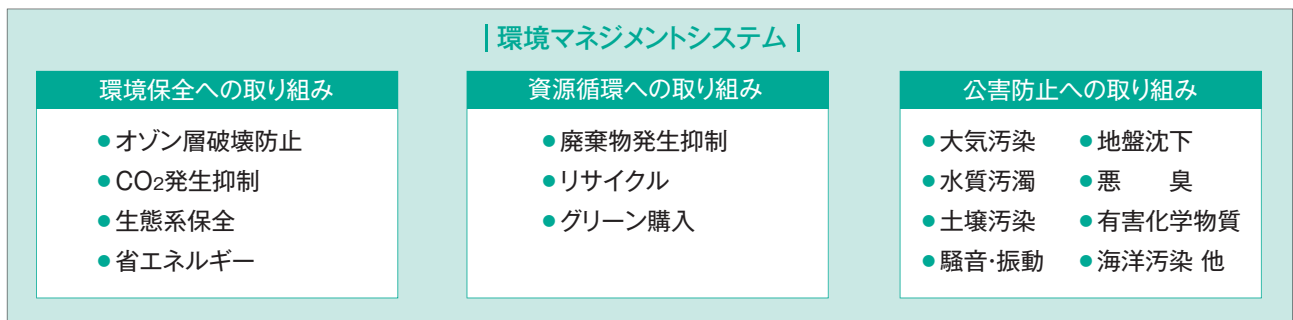 |環境マネジメントシステム|
環境保全への取り組み
●オゾン層破壊防止
●CO2発生抑制
●生態系保全
●省エネルギー
資源循環への取り組み
●廃棄物発生抑制
●リサイクル
●グリーン購入
公害防止への取り組み
●大気汚染 ●地盤沈下
●水質汚濁 ●悪　臭
●土壌汚染 ●有害化学物質
●騒音・振動 ●海洋汚染 他